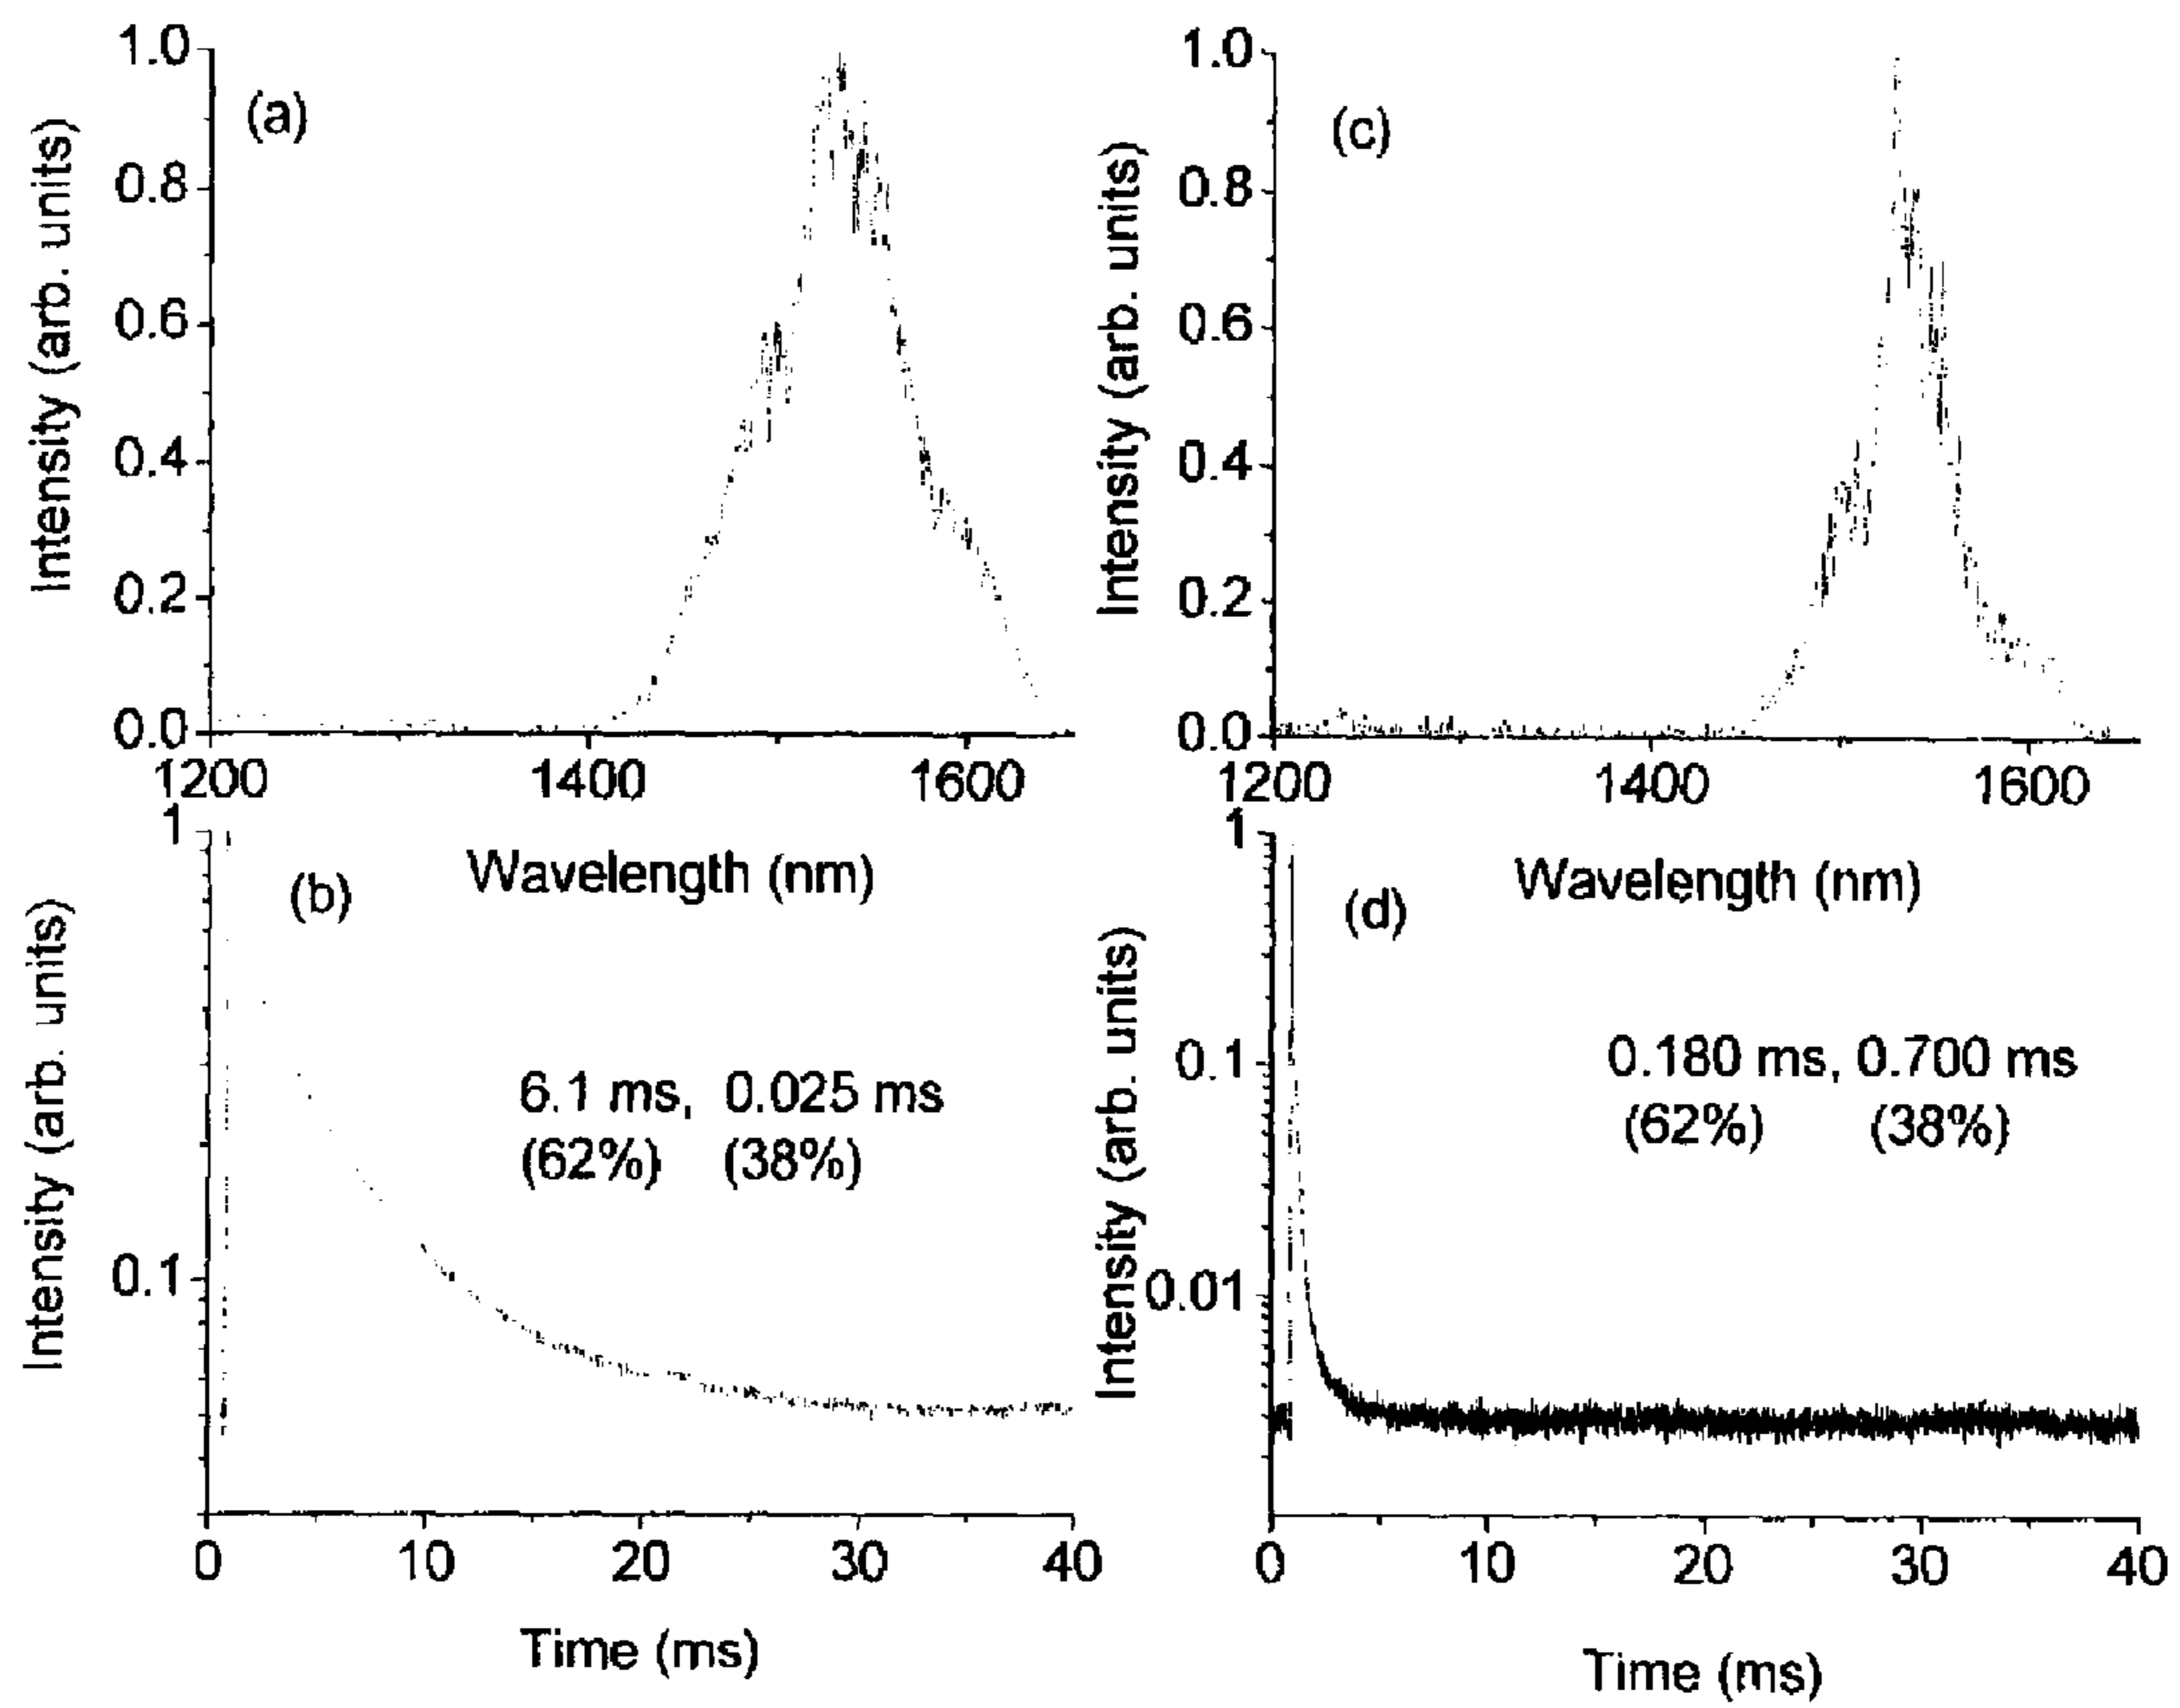 (a)
Intensity (arb. units)
1.0
0.8
0.6
0.4
0.2
0.0
1200 1400 1600
Wavelength (nm)
(c)
Intensity (arb. units)
1.0
0.8
0.6
0.4
0.2
0.0
1200 1400 1600
Wavelength (nm)
(b)
Intensity (arb. units)
1
0.1
6.1 ms, 0.025 ms
(62%) (38%)
0 10 20 30 40
Time (ms)
(d)
Intensity (arb. units)
1
0.1
0.01
0.180 ms, 0.700 ms
(62%) (38%)
0 10 20 30 40
Time (ms)